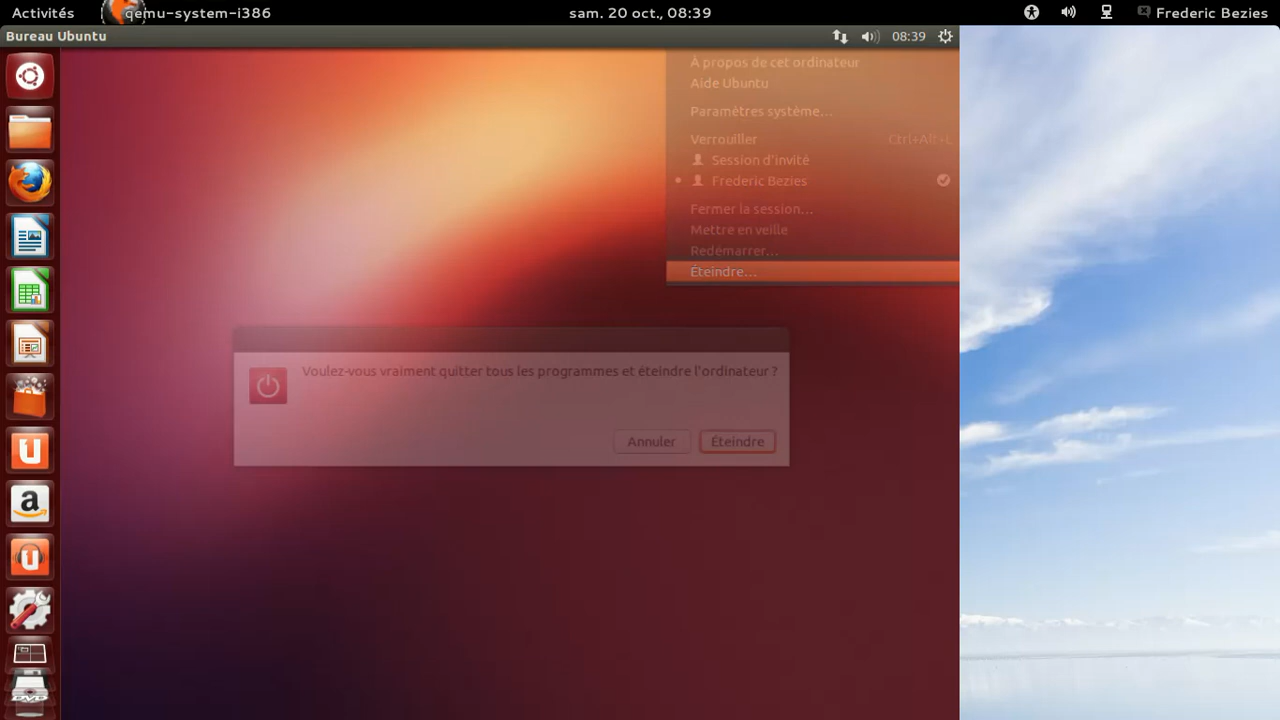 Activités qemu-system-i386 sam. 20 oct., 08:39 Frederic Bezies
Bureau Ubuntu 08:39
À propos de cet ordinateur
Aide Ubuntu
Paramètres système...
Verrouiller Ctrl+Alt+L
Session d'invité
Frederic Bezies
Fermer la session...
Mettre en veille
Redémarrer...
Éteindre...
Voulez-vous vraiment quitter tous les programmes et éteindre l'ordinateur ?
Annuler Éteindre
DVD